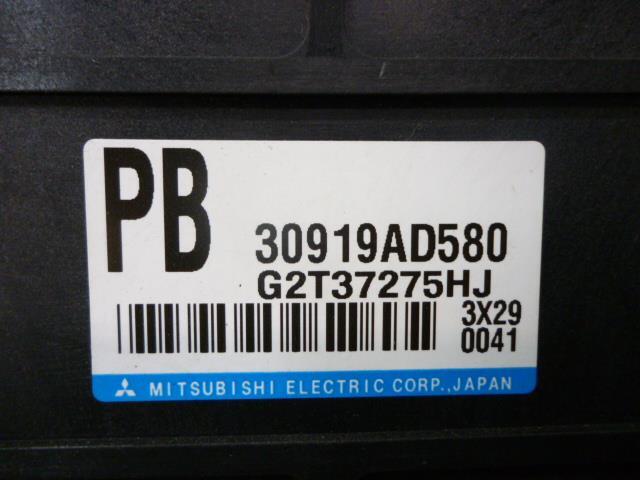 PB
30919AD580
G2T37275HJ
3X29
0041
MITSUBISHI ELECTRIC CORP.,JAPAN